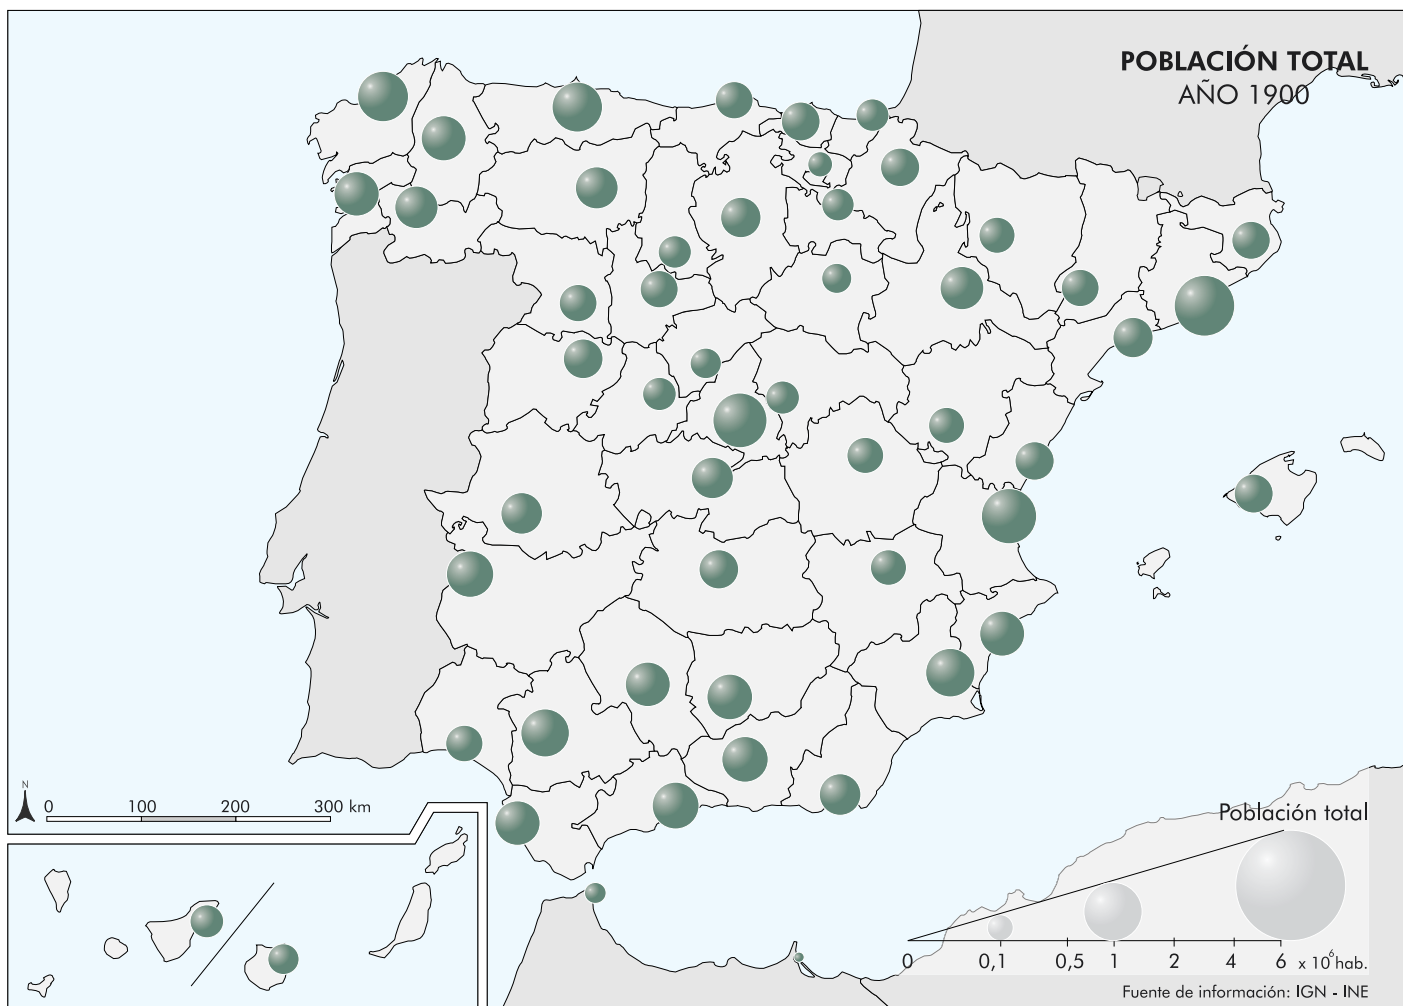 POBLACIÓN TOTAL
AÑO 1900
N
0 100 200 300 km
Población total
0 0,1 0,5 1 2 4 6 x 10⁶ hab.
Fuente de información: IGN - INE